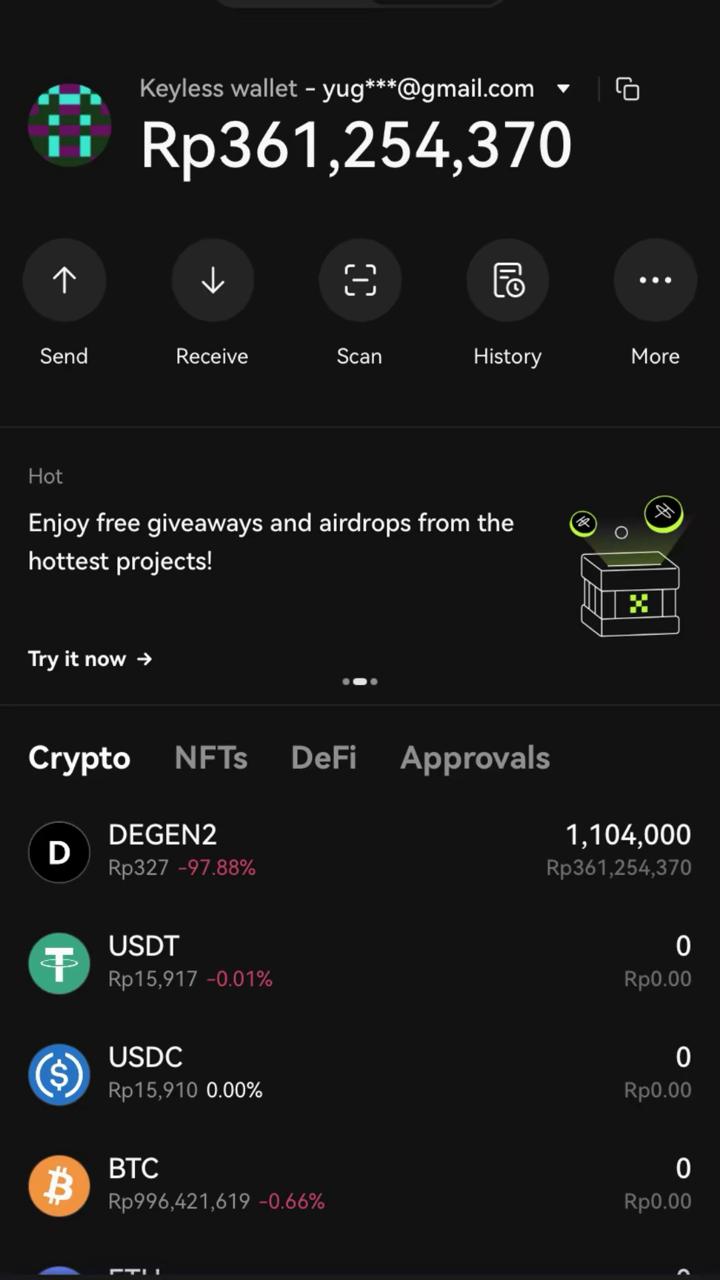 Keyless wallet - yug***@gmail.com
Rp361,254,370
Send Receive Scan History More
Hot
Enjoy free giveaways and airdrops from the
hottest projects!
Try it now →
Crypto NFTs DeFi Approvals
D DEGEN2 1,104,000
Rp327 -97.88% Rp361,254,370
USDT 0
Rp15,917 -0.01% Rp0.00
USDC 0
Rp15,910 0.00% Rp0.00
BTC 0
Rp996,421,619 -0.66% Rp0.00